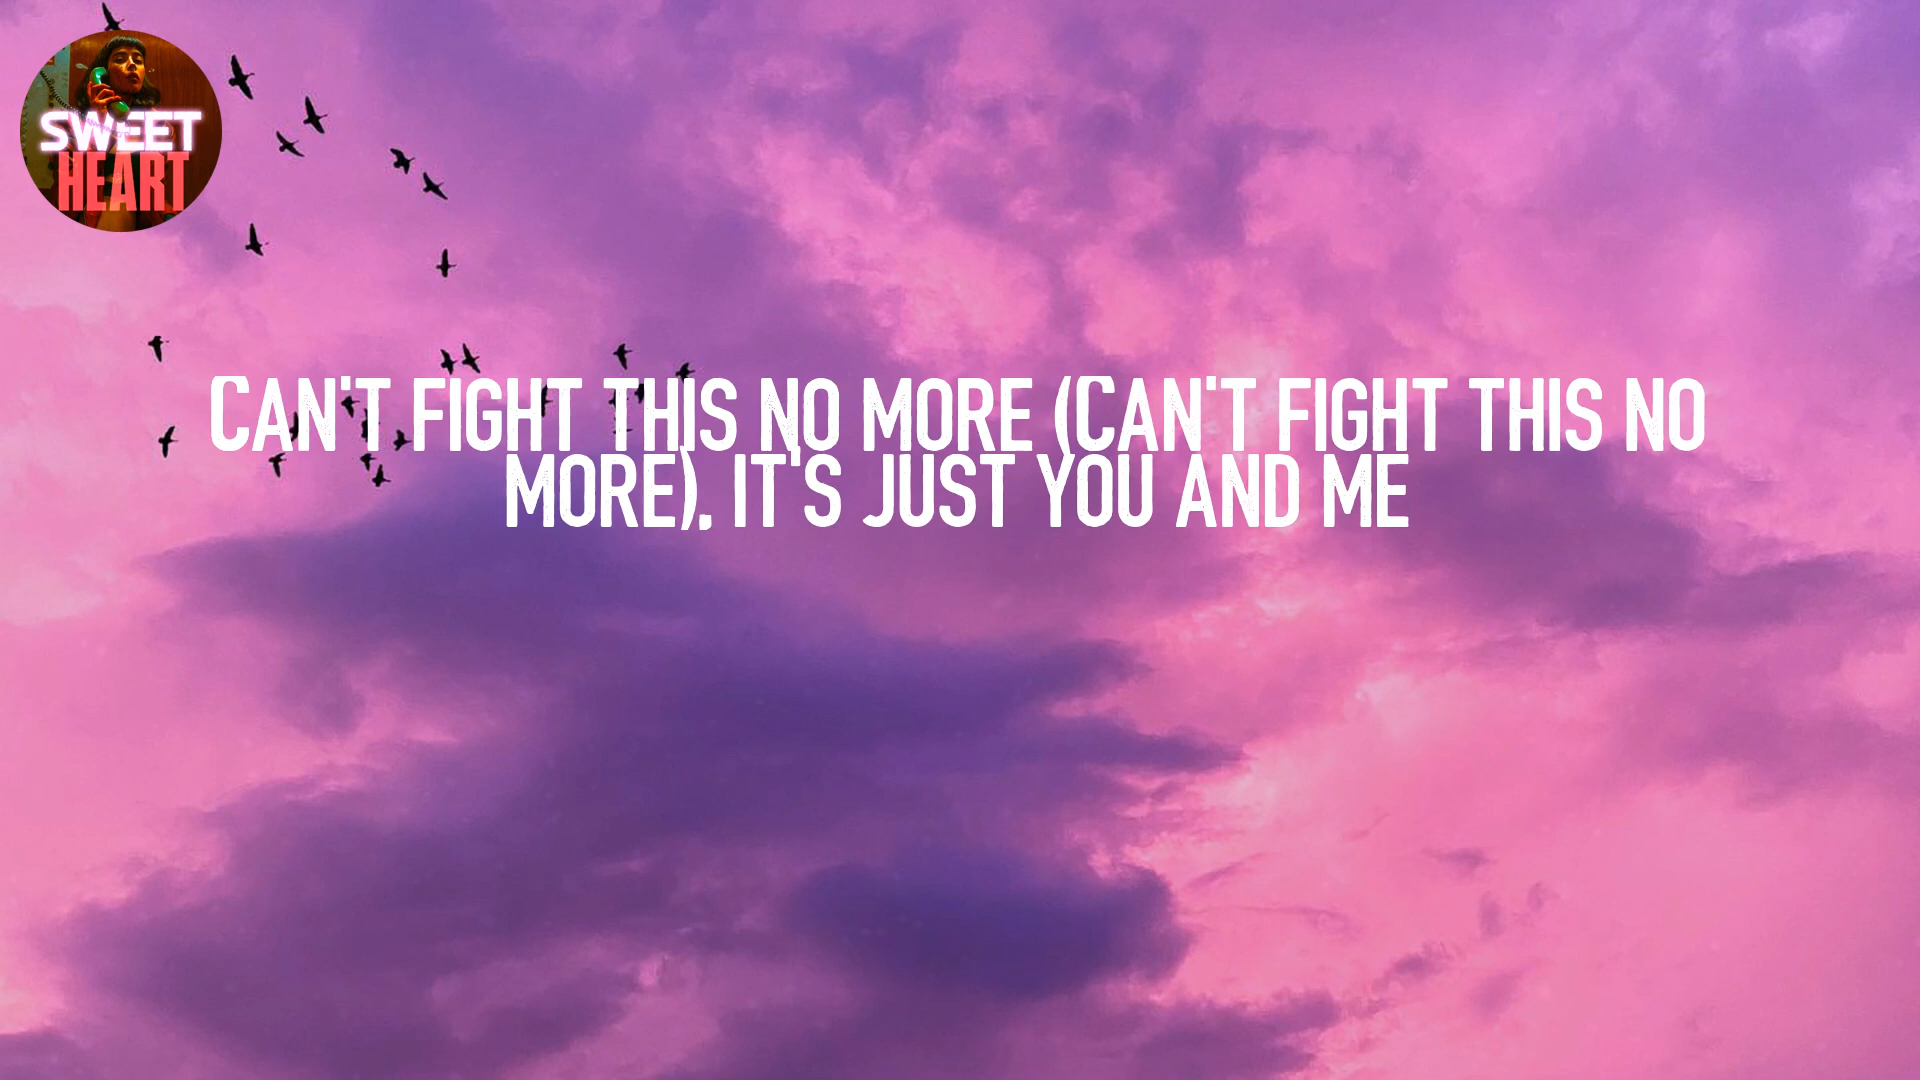 SWEET
HEART
CAN'T FIGHT THIS NO MORE (CAN'T FIGHT THIS NO
MORE), IT'S JUST YOU AND ME